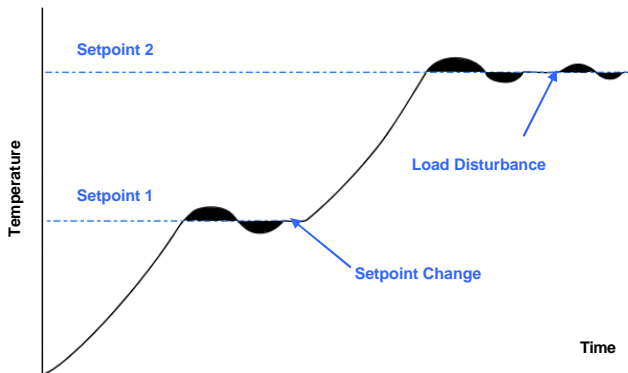 Setpoint 2
Load Disturbance
Temperature
Setpoint 1
Setpoint Change
Time